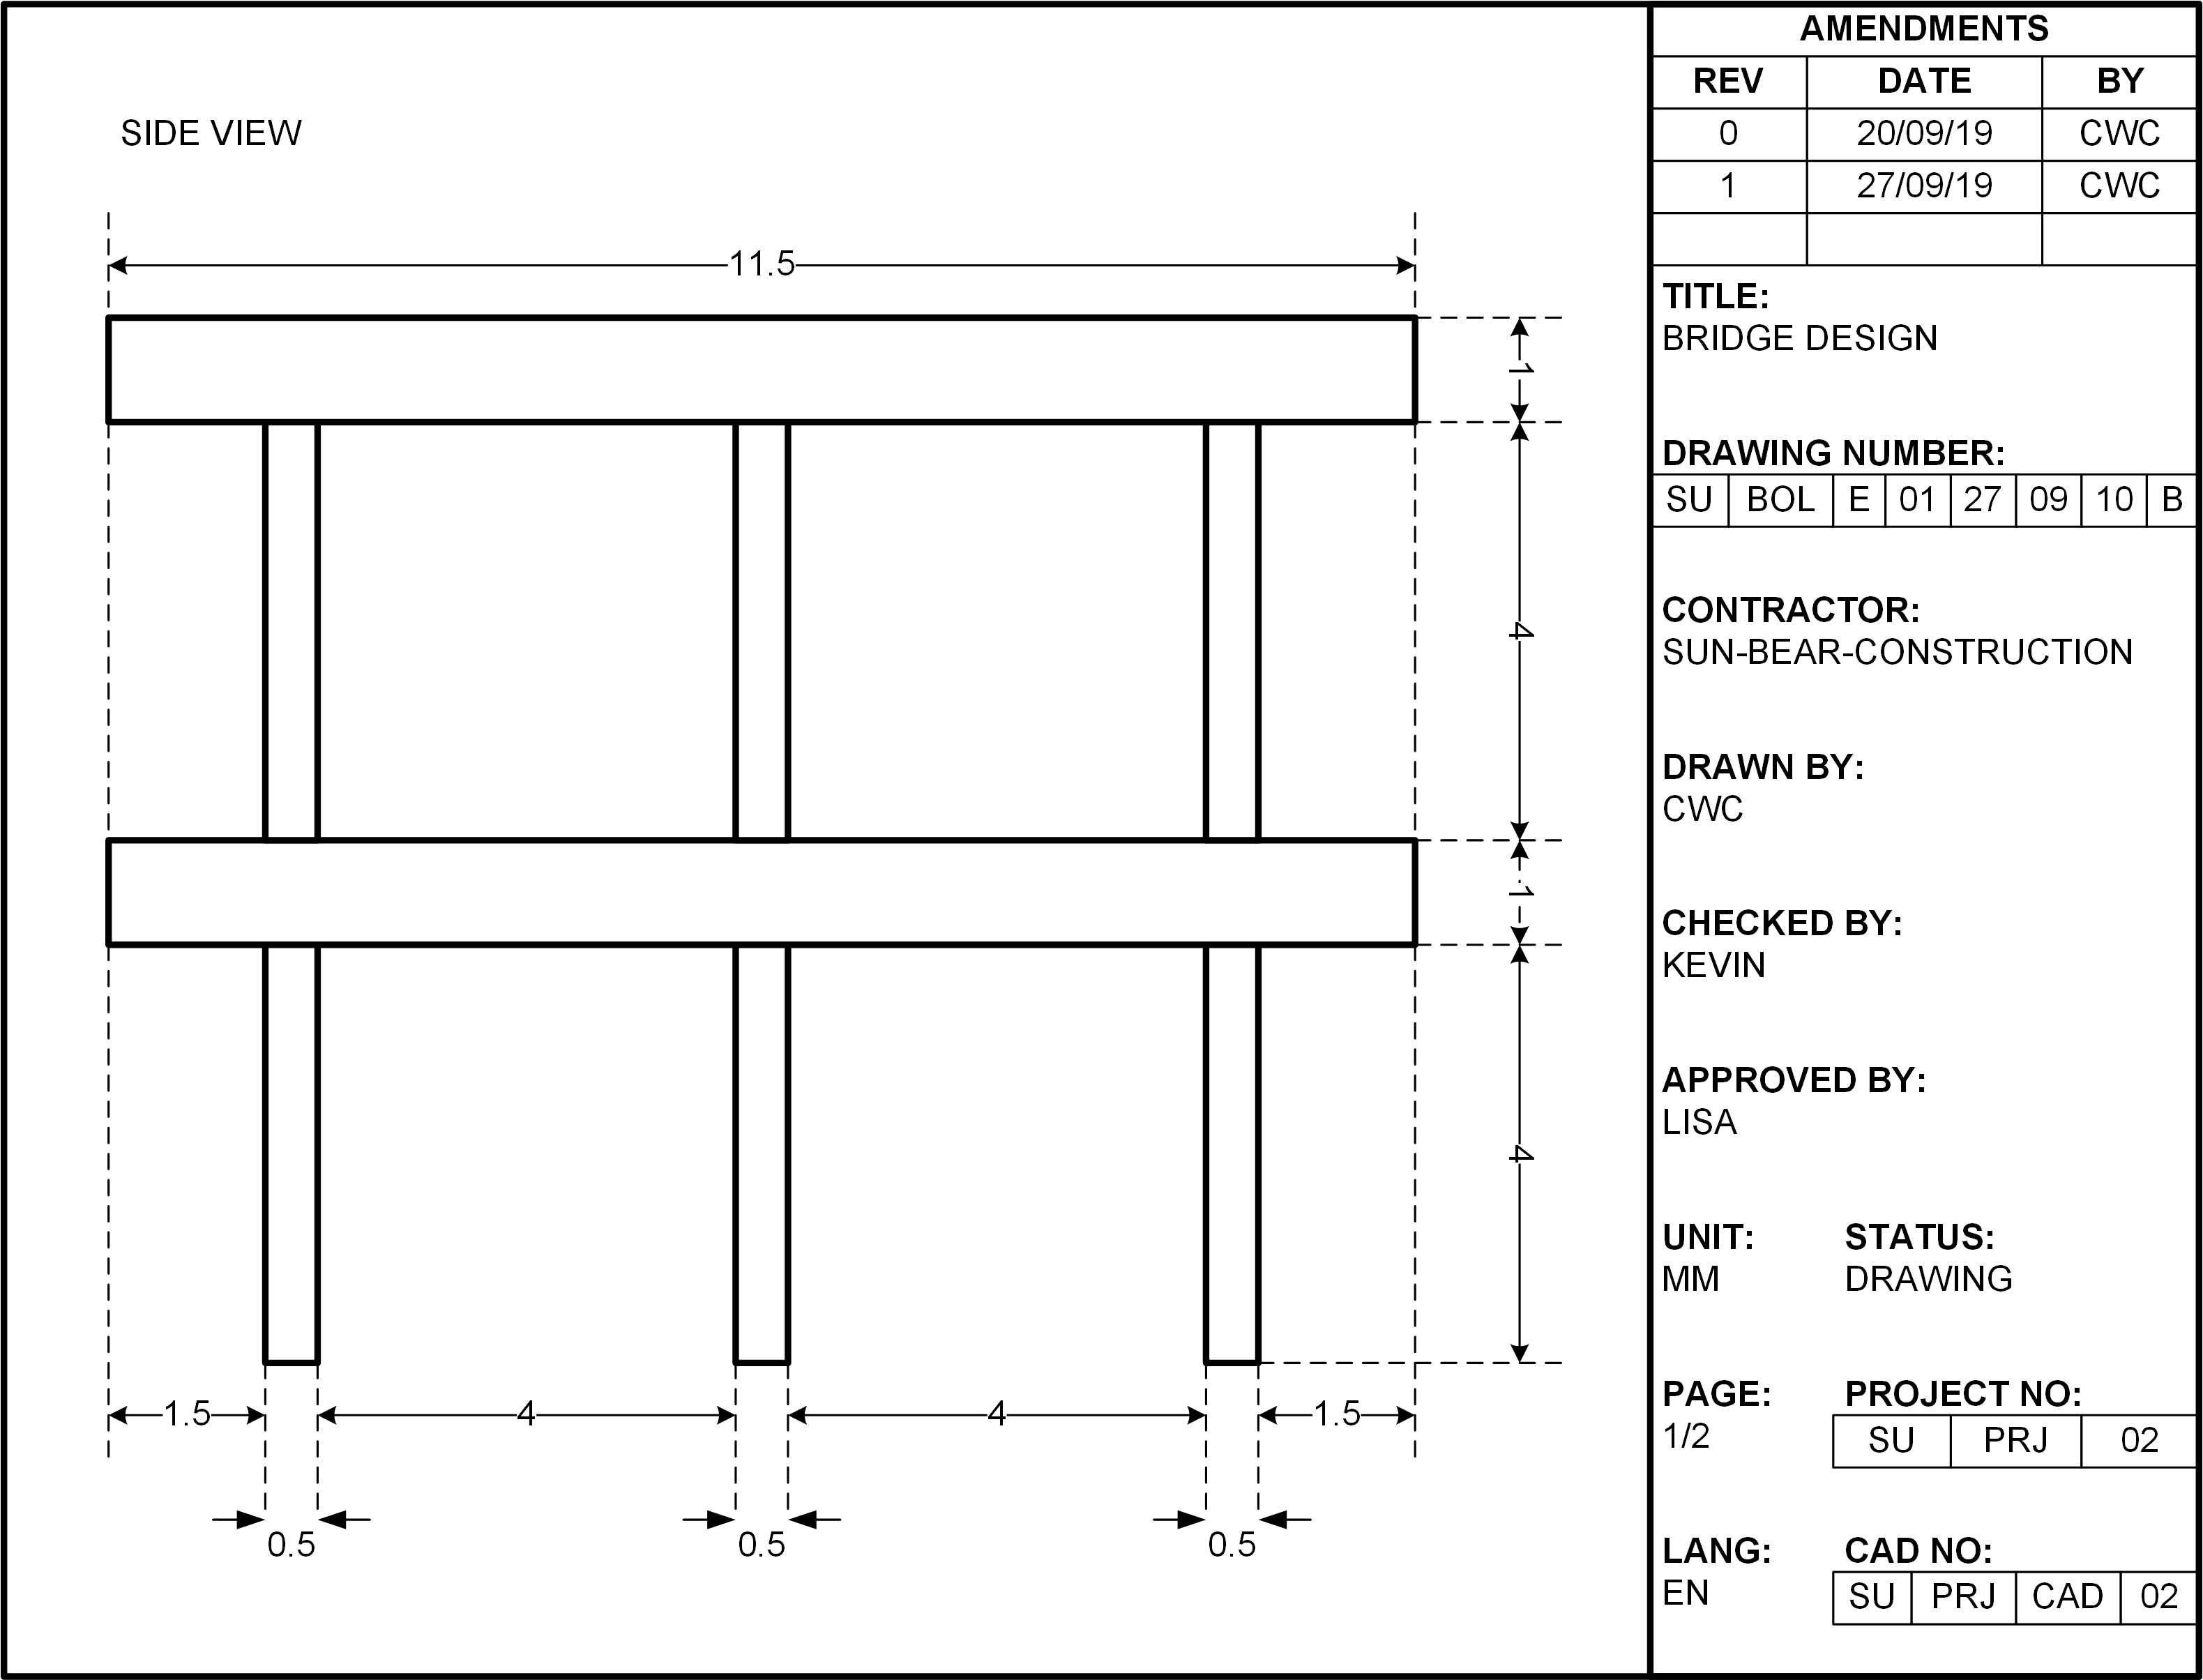 SIDE VIEW
11.5
1
4
1
4
1.5 4 4 1.5
0.5 0.5 0.5
AMENDMENTS
REV DATE BY
0 20/09/19 CWC
1 27/09/19 CWC
TITLE:
BRIDGE DESIGN
DRAWING NUMBER:
SU BOL E 01 27 09 10 B
CONTRACTOR:
SUN-BEAR-CONSTRUCTION
DRAWN BY:
CWC
CHECKED BY:
KEVIN
APPROVED BY:
LISA
UNIT: STATUS:
MM DRAWING
PAGE: PROJECT NO:
1/2 SU PRJ 02
LANG: CAD NO:
EN SU PRJ CAD 02